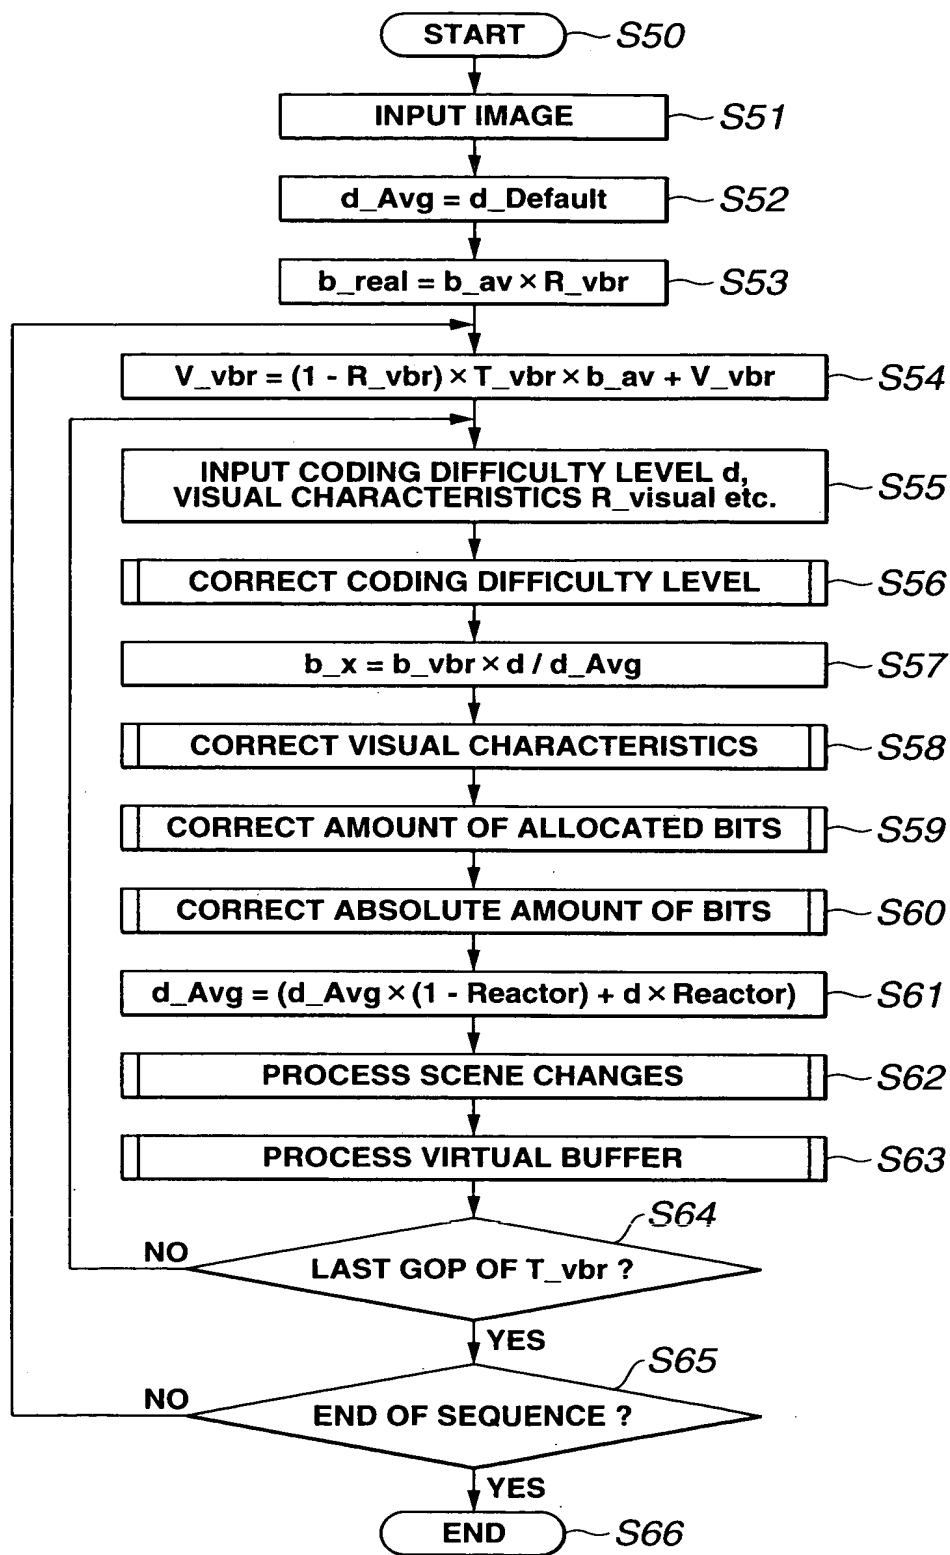 START S50
INPUT IMAGE S51
d_Avg = d_Default S52
b_real = b_av × R_vbr S53
V_vbr = (1 - R_vbr) × T_vbr × b_av + V_vbr S54
INPUT CODING DIFFICULTY LEVEL d,
VISUAL CHARACTERISTICS R_visual etc. S55
CORRECT CODING DIFFICULTY LEVEL S56
b_x = b_vbr × d / d_Avg S57
CORRECT VISUAL CHARACTERISTICS S58
CORRECT AMOUNT OF ALLOCATED BITS S59
CORRECT ABSOLUTE AMOUNT OF BITS S60
d_Avg = (d_Avg × (1 - Reactor) + d × Reactor) S61
PROCESS SCENE CHANGES S62
PROCESS VIRTUAL BUFFER S63
S64
NO LAST GOP OF T_vbr ?
YES
S65
NO END OF SEQUENCE ?
YES
END S66